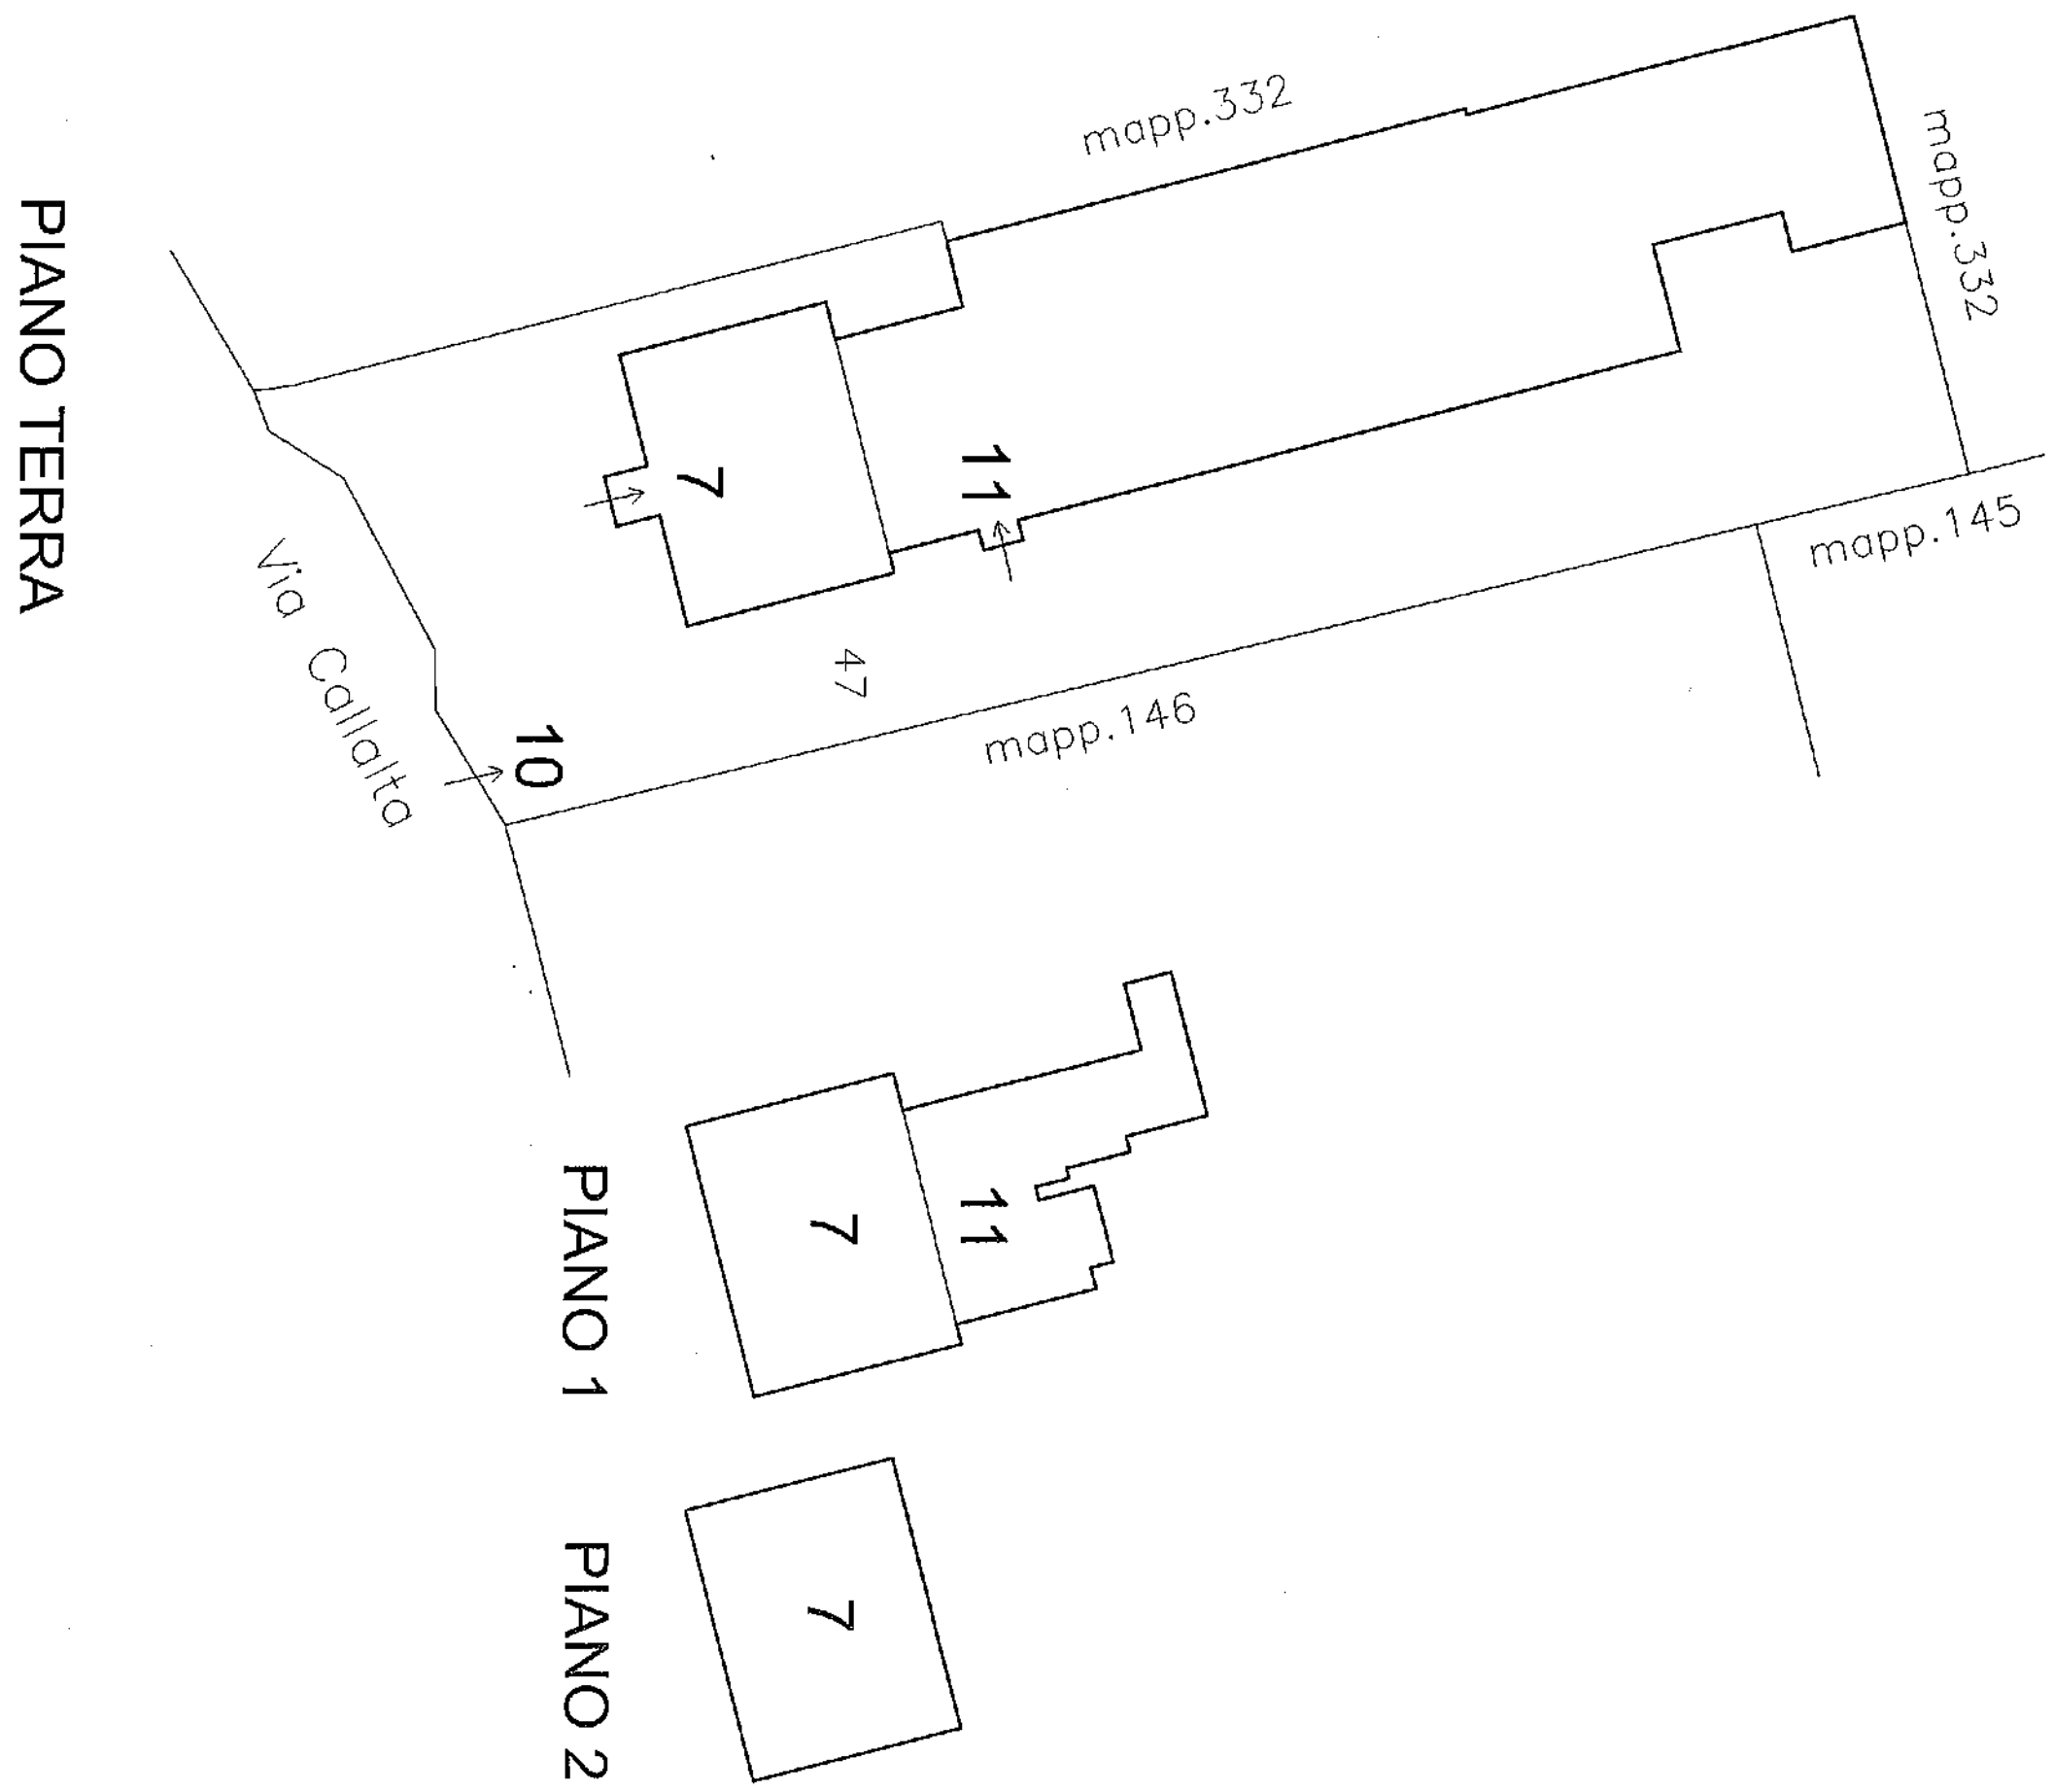 mapp.332
mapp.332
mapp.145
11
7
47
mapp.146
10
Via Callalta
PIANO TERRA
11
7
PIANO 1
7
PIANO 2